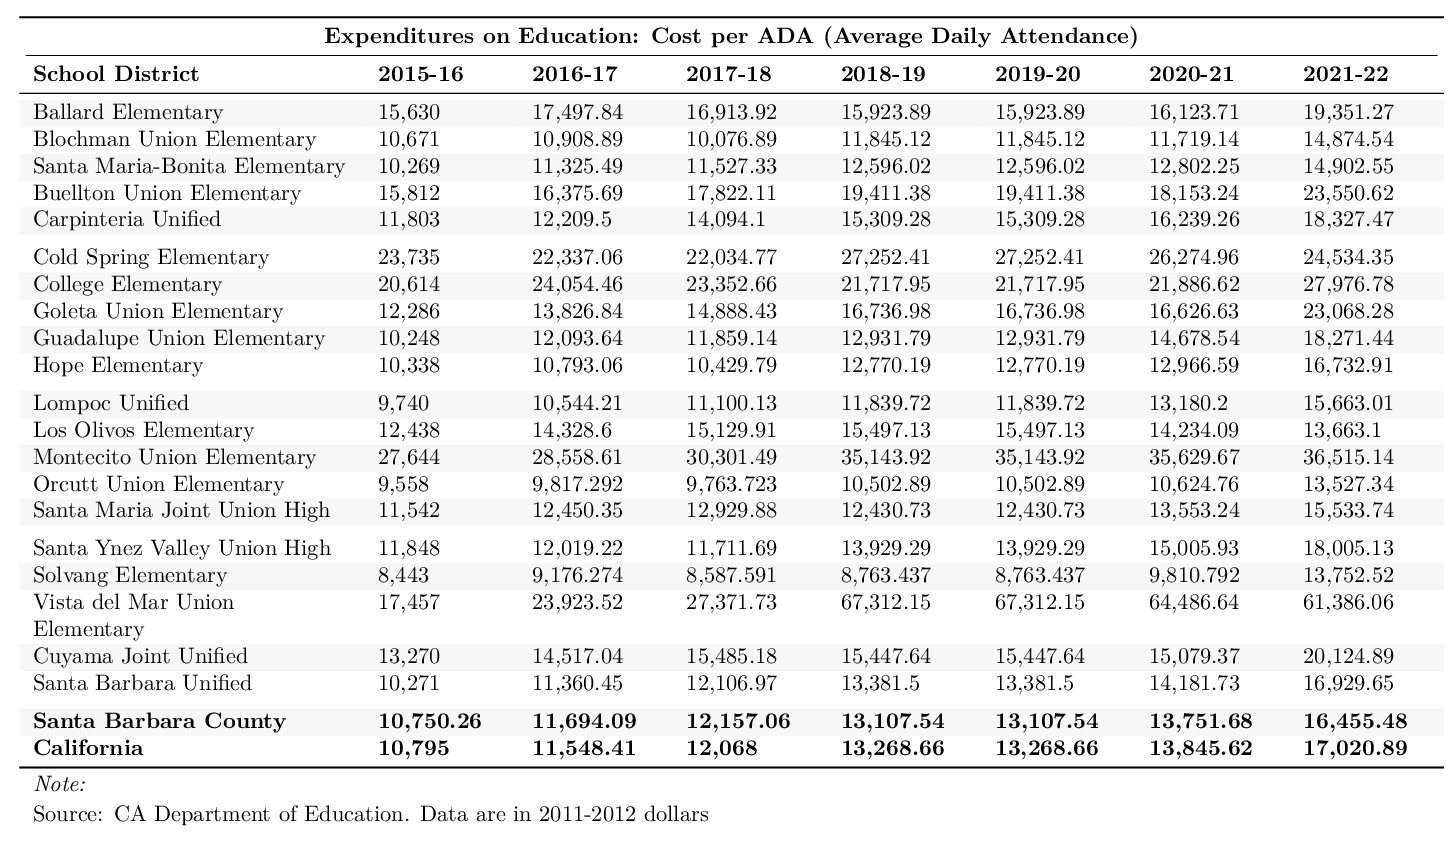 Expenditures on Education: Cost per ADA (Average Daily Attendance)
School District 2015-16 2016-17 2017-18 2018-19 2019-20 2020-21 2021-22
Ballard Elementary 15,630 17,497.84 16,913.92 15,923.89 15,923.89 16,123.71 19,351.27
Blochman Union Elementary 10,671 10,908.89 10,076.89 11,845.12 11,845.12 11,719.14 14,874.54
Santa Maria-Bonita Elementary 10,269 11,325.49 11,527.33 12,596.02 12,596.02 12,802.25 14,902.55
Buellton Union Elementary 15,812 16,375.69 17,822.11 19,411.38 19,411.38 18,153.24 23,550.62
Carpinteria Unified 11,803 12,209.5 14,094.1 15,309.28 15,309.28 16,239.26 18,327.47
Cold Spring Elementary 23,735 22,337.06 22,034.77 27,252.41 27,252.41 26,274.96 24,534.35
College Elementary 20,614 24,054.46 23,352.66 21,717.95 21,717.95 21,886.62 27,976.78
Goleta Union Elementary 12,286 13,826.84 14,888.43 16,736.98 16,736.98 16,626.63 23,068.28
Guadalupe Union Elementary 10,248 12,093.64 11,859.14 12,931.79 12,931.79 14,678.54 18,271.44
Hope Elementary 10,338 10,793.06 10,429.79 12,770.19 12,770.19 12,966.59 16,732.91
Lompoc Unified 9,740 10,544.21 11,100.13 11,839.72 11,839.72 13,180.2 15,663.01
Los Olivos Elementary 12,438 14,328.6 15,129.91 15,497.13 15,497.13 14,234.09 13,663.1
Montecito Union Elementary 27,644 28,558.61 30,301.49 35,143.92 35,143.92 35,629.67 36,515.14
Orcutt Union Elementary 9,558 9,817.292 9,763.723 10,502.89 10,502.89 10,624.76 13,527.34
Santa Maria Joint Union High 11,542 12,450.35 12,929.88 12,430.73 12,430.73 13,553.24 15,533.74
Santa Ynez Valley Union High 11,848 12,019.22 11,711.69 13,929.29 13,929.29 15,005.93 18,005.13
Solvang Elementary 8,443 9,176.274 8,587.591 8,763.437 8,763.437 9,810.792 13,752.52
Vista del Mar Union 17,457 23,923.52 27,371.73 67,312.15 67,312.15 64,486.64 61,386.06
Elementary
Cuyama Joint Unified 13,270 14,517.04 15,485.18 15,447.64 15,447.64 15,079.37 20,124.89
Santa Barbara Unified 10,271 11,360.45 12,106.97 13,381.5 13,381.5 14,181.73 16,929.65
Santa Barbara County 10,750.26 11,694.09 12,157.06 13,107.54 13,107.54 13,751.68 16,455.48
California 10,795 11,548.41 12,068 13,268.66 13,268.66 13,845.62 17,020.89
Note:
Source: CA Department of Education. Data are in 2011-2012 dollars